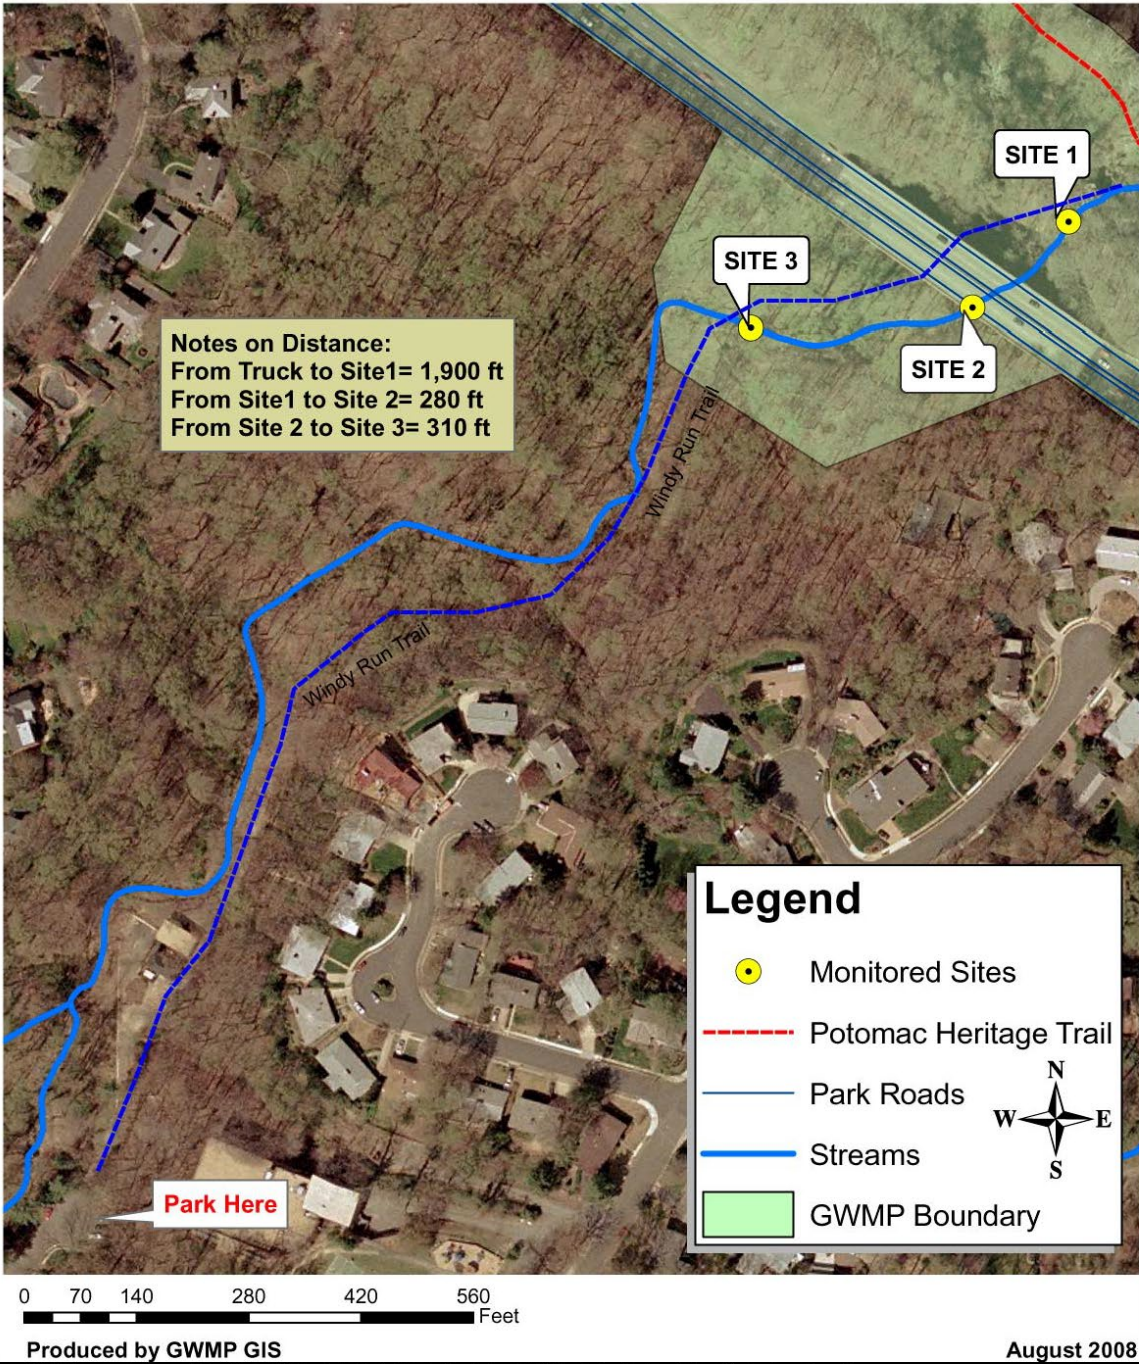 SITE 1
SITE 3
SITE 2
Notes on Distance:
From Truck to Site1= 1,900 ft
From Site1 to Site 2= 280 ft
From Site 2 to Site 3= 310 ft
Windy Run Trail
Windy Run Trail
Park Here
Legend
Monitored Sites
Potomac Heritage Trail
Park Roads
Streams
GWMP Boundary
N
W E
S
0 70 140 280 420 560
Feet
Produced by GWMP GIS August 2008